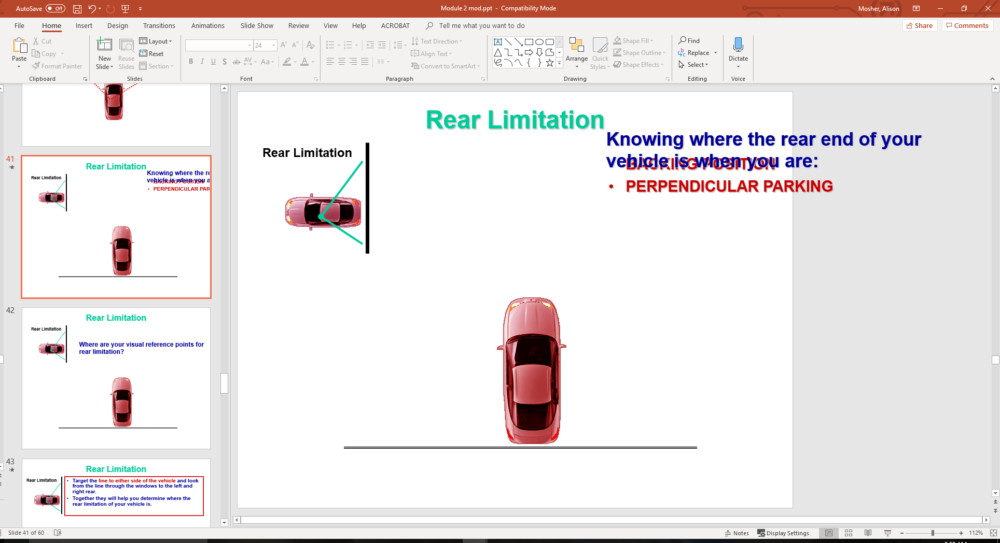 AutoSave Off
Module 2 mod.ppt - Compatibility Mode
Mosher, Alison
File Home Insert Design Transitions Animations Slide Show Review View Help ACROBAT Tell me what you want to do
Share Comments
Paste
Cut
Copy
Format Painter
Clipboard
New Slide
Reuse Slides
Layout
Reset
Section
Slides
24
B I U S ab AV Aa A
Font
Text Direction
Align Text
Convert to SmartArt
Paragraph
Arrange
Quick Styles
Shape Fill
Shape Outline
Shape Effects
Drawing
Find
Replace
Select
Editing
Dictate
Voice
41
Rear Limitation
Rear Limitation
Knowing where the re
vehicle is when you a
BACKING POSITION
PERPENDICULAR PAR
42
Rear Limitation
Rear Limitation
Where are your visual reference points for
rear limitation?
43
Rear Limitation
Rear Limitation
• Target the line to either side of the vehicle and look
from the line through the windows to the left and
right rear.
• Together they will help you determine where the
rear limitation of your vehicle is.
Rear Limitation
Rear Limitation
Knowing where the rear end of your
vehicle is when you are:
BACKING POSITION
• PERPENDICULAR PARKING
Slide 41 of 60
Notes Display Settings 112%